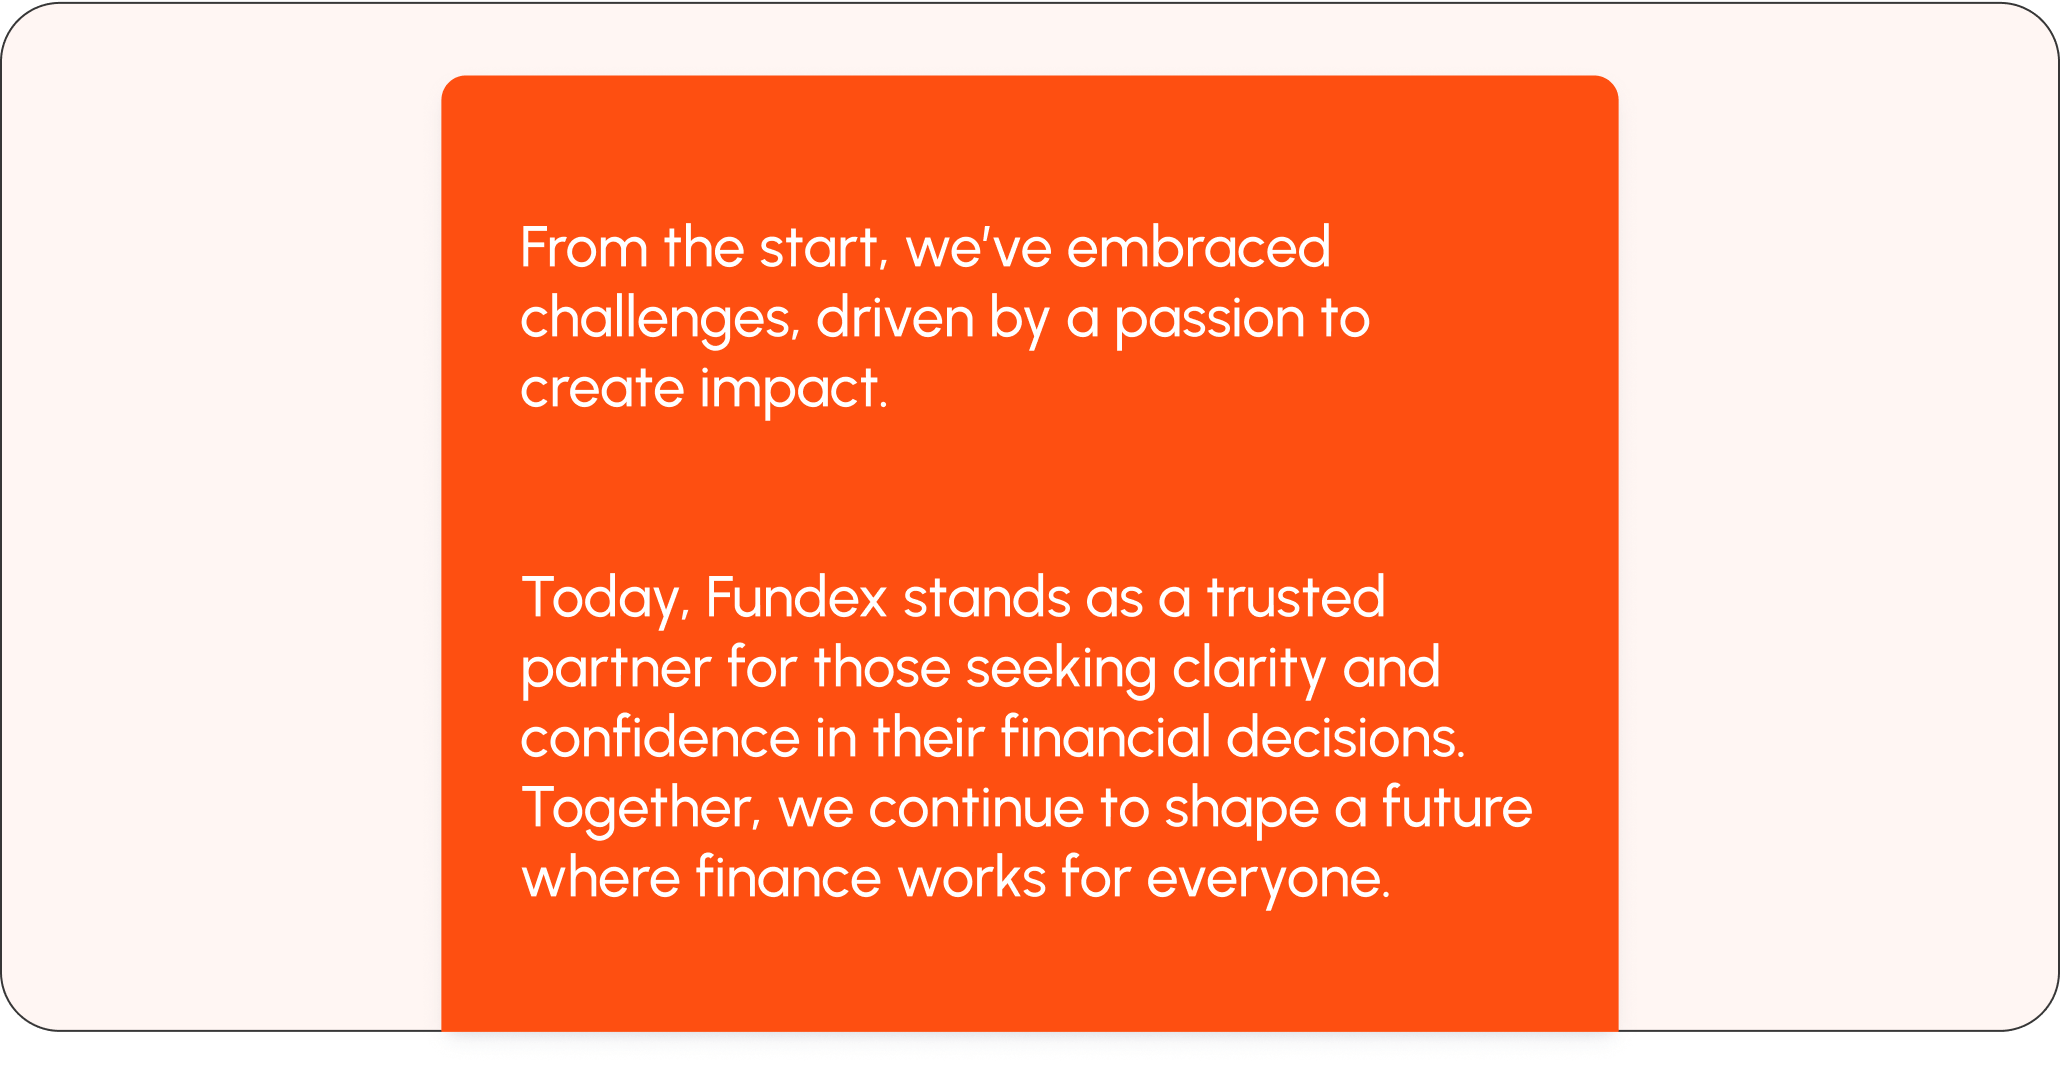 From the start, we've embraced
challenges, driven by a passion to
create impact.
Today, Fundex stands as a trusted
partner for those seeking clarity and
confidence in their financial decisions.
Together, we continue to shape a future
where finance works for everyone.